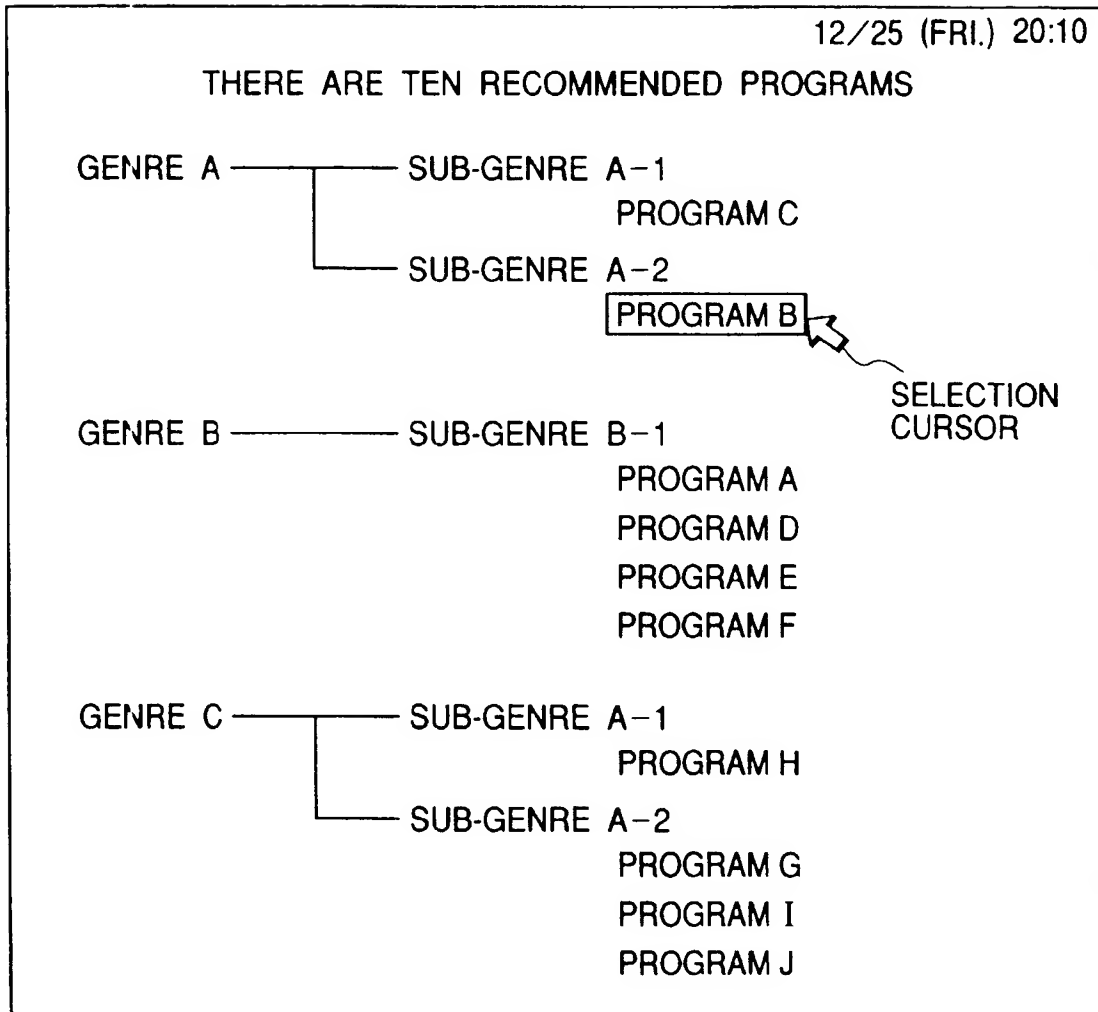 12/25 (FRI.) 20:10
THERE ARE TEN RECOMMENDED PROGRAMS
GENRE A SUB-GENRE A-1
PROGRAM C
SUB-GENRE A-2
PROGRAM B
SELECTION
CURSOR
GENRE B SUB-GENRE B-1
PROGRAM A
PROGRAM D
PROGRAM E
PROGRAM F
GENRE C SUB-GENRE A-1
PROGRAM H
SUB-GENRE A-2
PROGRAM G
PROGRAM I
PROGRAM J